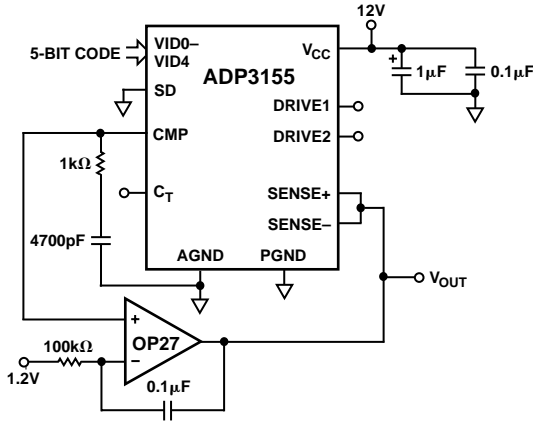 12V
5-BIT CODE
VID0–
VID4
VCC
ADP3155
1µF
+
0.1µF
SD
DRIVE1
CMP
DRIVE2
1kΩ
CT
SENSE+
SENSE–
4700pF
AGND
PGND
VOUT
+
OP27
100kΩ
–
1.2V
0.1µF